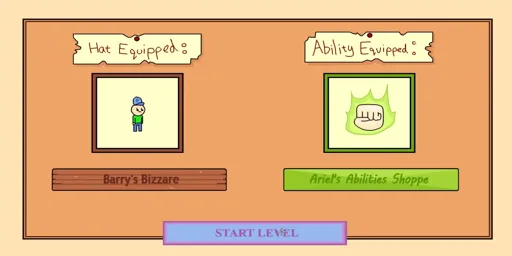 Hat Equipped:
Ability Equipped:
Barry's Bizzare
Ariel's Abilities Shoppe
START LEVEL